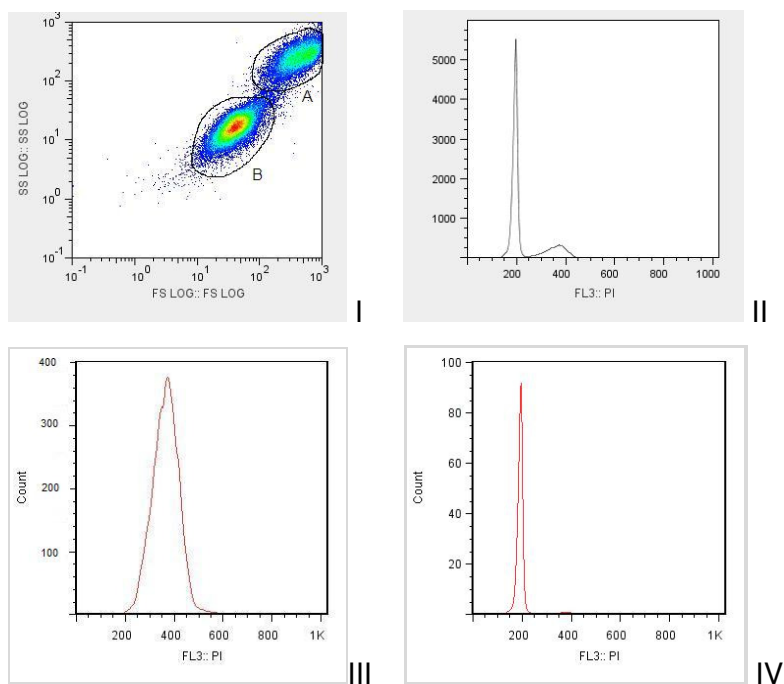 10³
10²
10¹
10⁰
10⁻¹
SS LOG:: SS LOG
A
B
10⁻¹ 10⁰ 10¹ 10² 10³
FS LOG:: FS LOG
I
5000
4000
3000
2000
1000
200 400 600 800 1000
FL3:: PI
II
400
300
200
100
Count
200 400 600 800 1K
FL3:: PI
III
100
80
60
40
20
Count
200 400 600 800 1K
FL3:: PI
IV